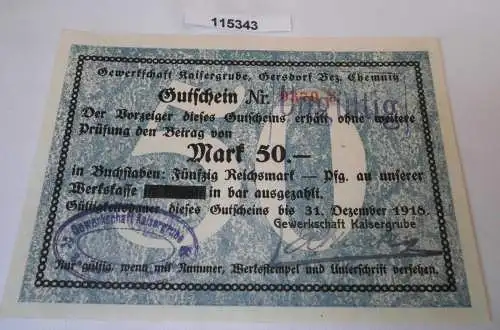 115343
Gewerkschaft Kaisergrube, Gersdorf Bez. Chemnitz
50
Gutschein Nr.
Der Vorzeiger dieses Gutscheins erhält ohne weitere
Prüfung den Betrag von
Mark 50.—
in Buchstaben: Fünfzig Reichsmark — Pfg. an unserer
Werkskasse in bar ausgezahlt.
Gültigkeitsdauer dieses Gutscheins bis 31. Dezember 1918.
Gewerkschaft Kaisergrube
Gewerkschaft Kaisergrube
Nur gültig, wenn mit Nummer, Werksstempel und Unterschrift versehen.